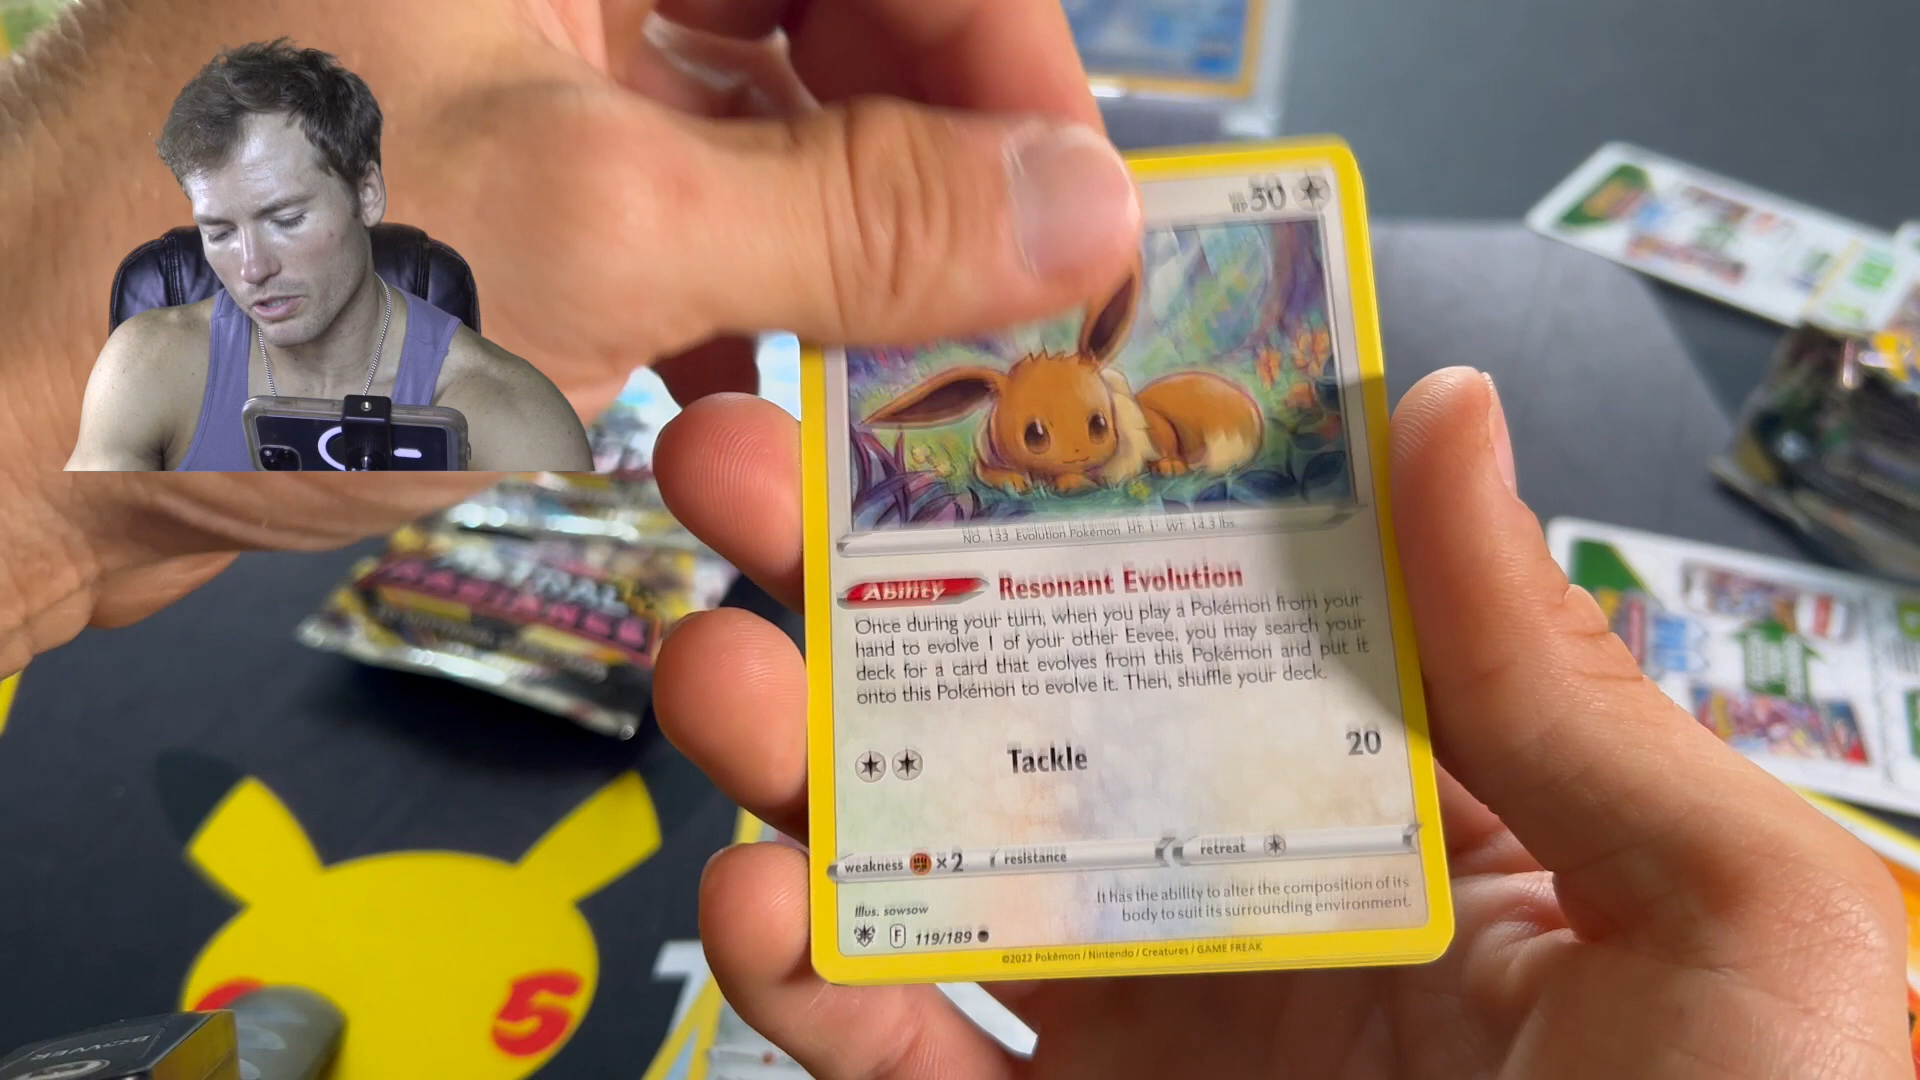 HP 50
NO. 133 Evolution Pokémon HT: 1' WT: 14.3 lbs.
Ability Resonant Evolution
Once during your turn, when you play a Pokémon from your
hand to evolve 1 of your other Eevee, you may search your
deck for a card that evolves from this Pokémon and put it
onto this Pokémon to evolve it. Then, shuffle your deck.
Tackle 20
weakness ×2 resistance retreat
It has the ability to alter the composition of its
body to suit its surrounding environment.
Illus. sowsow
F 119/189
©2022 Pokémon / Nintendo / Creatures / GAME FREAK
ASTRAL
RADIANCE
5
POWER